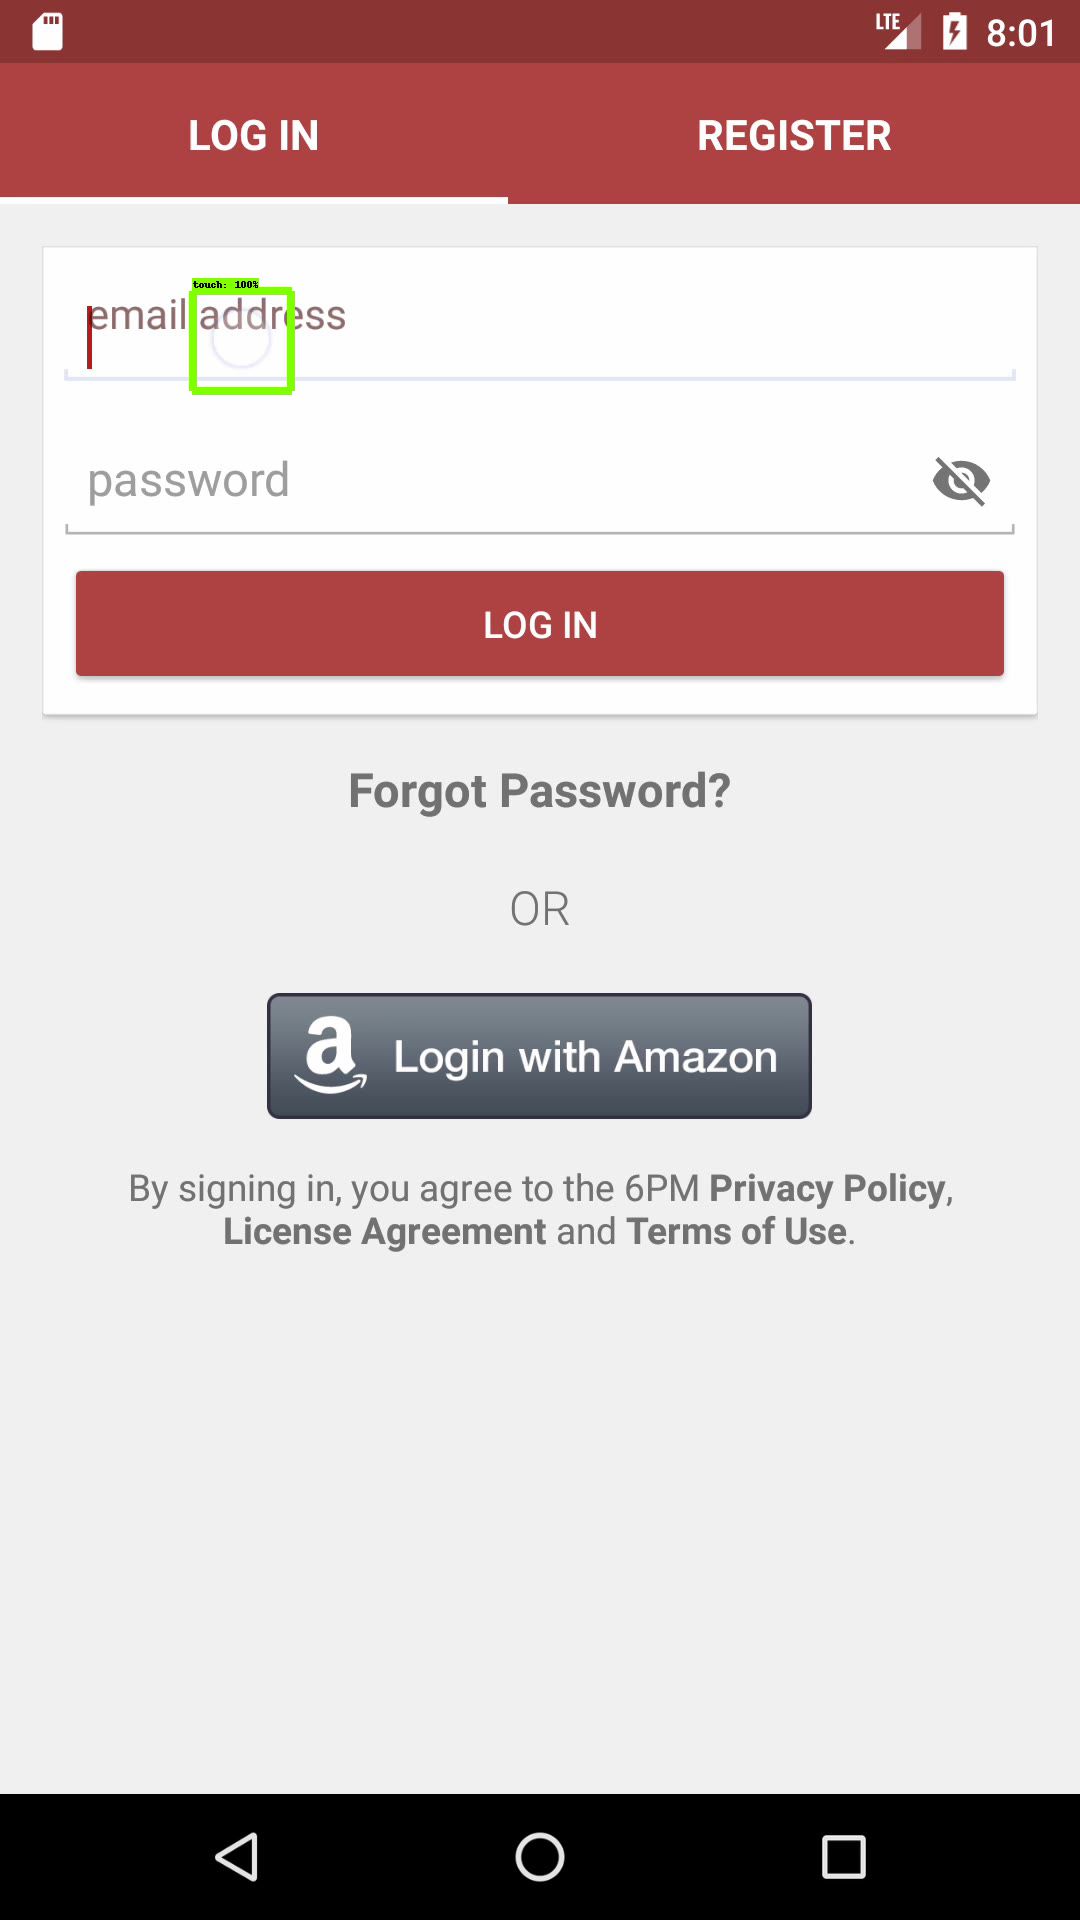 LTE 8:01
LOG IN REGISTER
touch: 100%
email address
password
LOG IN
Forgot Password?
OR
a Login with Amazon
By signing in, you agree to the 6PM Privacy Policy,
License Agreement and Terms of Use.